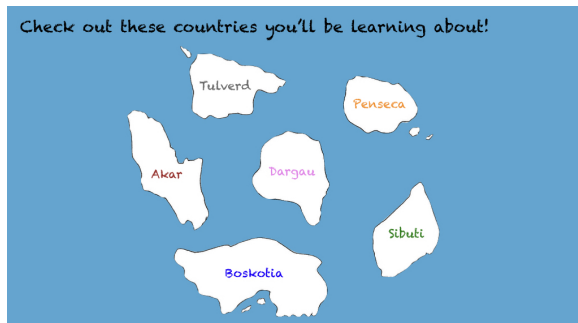 Check out these countries you'll be learning about!
Tulverd
Penseca
Akar
Dargau
Sibuti
Boskotia